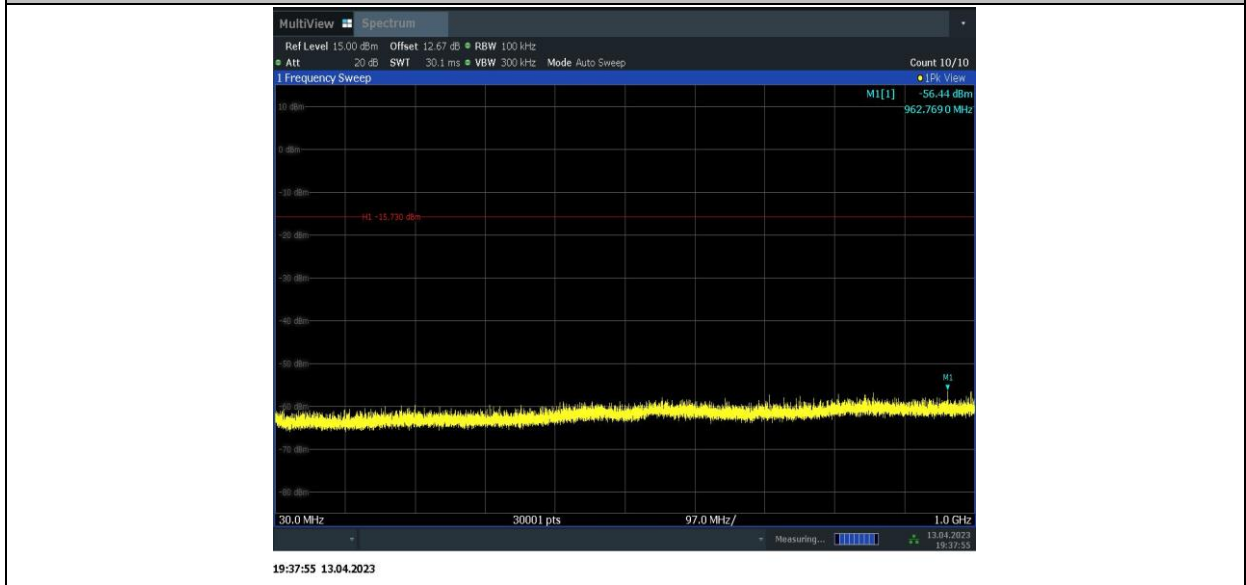 MultiView Spectrum
Ref Level 15.00 dBm Offset 12.67 dB RBW 100 kHz
Att 20 dB SWT 30.1 ms VBW 300 kHz Mode Auto Sweep Count 10/10
1 Frequency Sweep 1Pk View
M1[1] -56.44 dBm
962.7690 MHz
10 dBm
0 dBm
-10 dBm
H1 -15.730 dBm
-20 dBm
-30 dBm
-40 dBm
-50 dBm
M1
-60 dBm
-70 dBm
-80 dBm
30.0 MHz 30001 pts 97.0 MHz/ 1.0 GHz
Measuring... 13.04.2023
19:37:55
19:37:55 13.04.2023